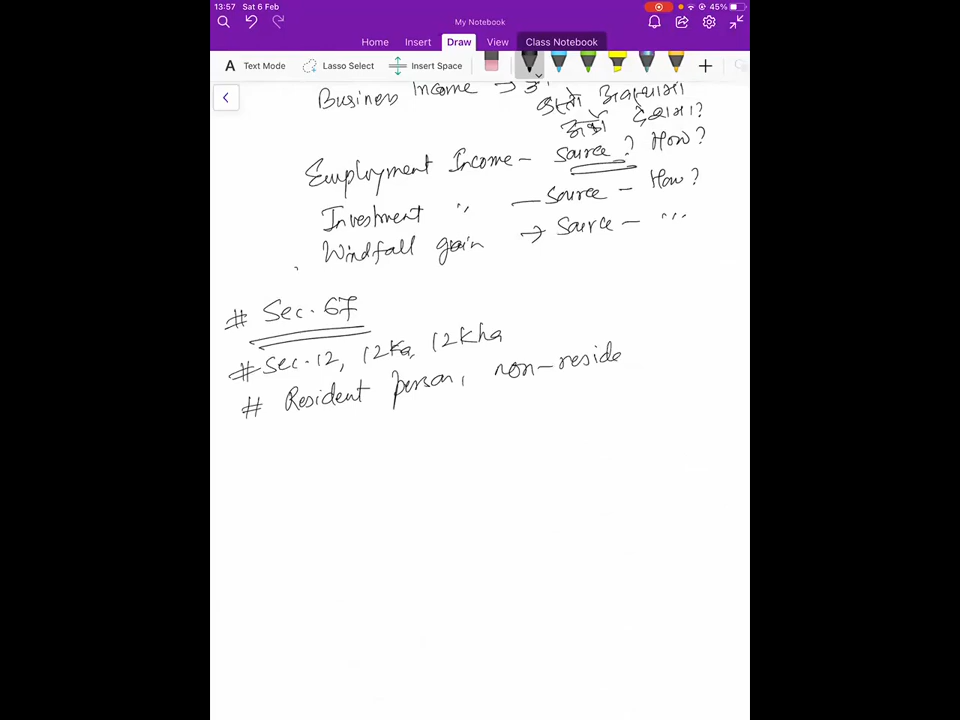 13:57 Sat 6 Feb 45%
My Notebook
Home Insert Draw View Class Notebook
A Text Mode Lasso Select Insert Space
Business Income →
Employment Income - Source? How?
Investment " - Source - How?
Windfall gain → Source - ...
# Sec. 67
# Sec. 12, 12Ka, 12Kha
# Resident person, non-reside